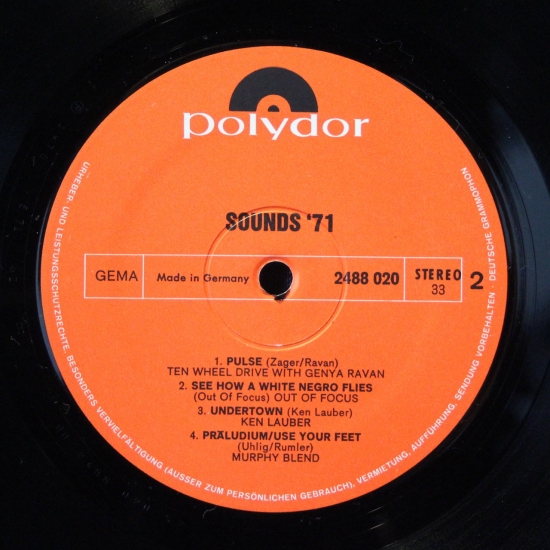 polydor
SOUNDS '71
GEMA
Made in Germany
2488 020
STEREO
33
2
1. PULSE (Zager/Ravan)
TEN WHEEL DRIVE WITH GENYA RAVAN
2. SEE HOW A WHITE NEGRO FLIES
(Out Of Focus) OUT OF FOCUS
3. UNDERTOWN (Ken Lauber)
KEN LAUBER
4. PRÄLUDIUM/USE YOUR FEET
(Uhlig/Rumler)
MURPHY BLEND
URHEBER- UND LEISTUNGSSCHUTZRECHTE, BESONDERS VERVIELFÄLTIGUNG (AUSSER ZUM PERSÖNLICHEN GEBRAUCH), VERMIETUNG, AUFFÜHRUNG, SENDUNG VORBEHALTEN · DEUTSCHE GRAMMOPHON